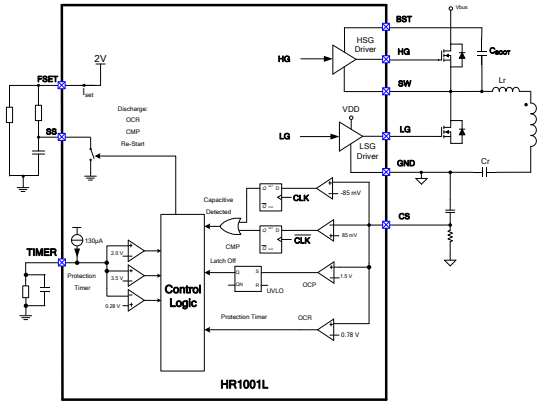 Vbus
BST
HSG
Driver
HG
HG
C BOOT
2V
FSET
I set
SW
Lr
Discharge:
OCR
CMP
Re-Start
SS
VDD
LG
LG
LSG
Driver
GND
Cr
Capacitive
Detected
CLK
-85 mV
CS
130μA
CMP
CLK
85 mV
TIMER
2.0 V
Latch Off
Protection
Timer
3.5 V
Control
Logic
Q
S
QN
R
UVLO
OCP
1.5 V
0.28 V
Protection Timer
OCR
0.78 V
HR1001L